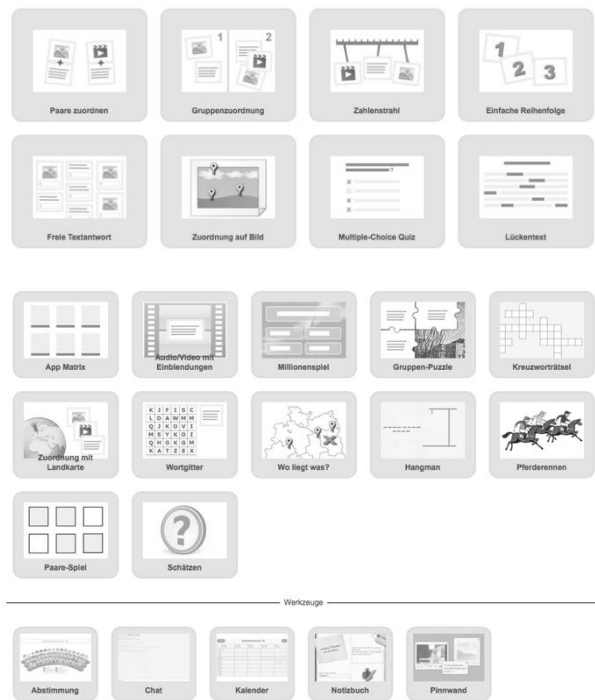 1
2
1
2
3
Paare zuordnen
Gruppenzuordnung
Zahlenstrahl
Einfache Reihenfolge
?
Freie Textantwort
Zuordnung auf Bild
Multiple-Choice Quiz
Lückentext
App Matrix
Audio/Video mit
Einblendungen
Millionenspiel
Gruppen-Puzzle
Kreuzworträtsel
K J F I S C
L D A W M M
Q J K O V I
M S Y K O I
Q H G K G M
K A T Z E X
Zuordnung mit
Landkarte
Wortgitter
Wo liegt was?
Hangman
Pferderennen
?
Paare-Spiel
Schätzen
Werkzeuge
Abstimmung
Chat
Kalender
Notizbuch
Pinnwand